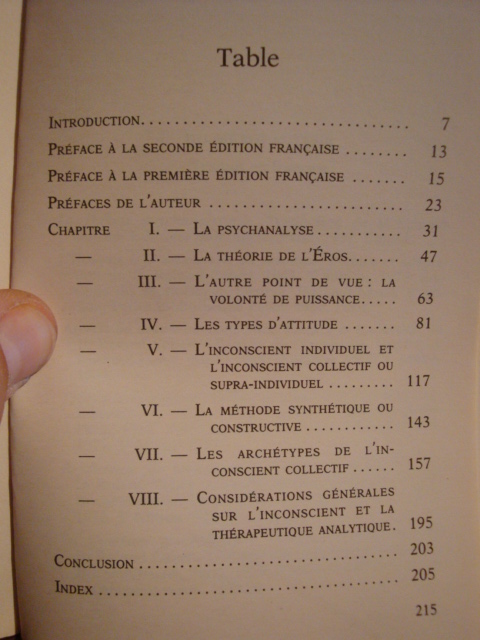 Table
INTRODUCTION. . . . . . . . . . . . . . . . . . . . . . . . . . . . . . . . 7
PRÉFACE À LA SECONDE ÉDITION FRANÇAISE . . . . . . . . 13
PRÉFACE À LA PREMIÈRE ÉDITION FRANÇAISE . . . . . . . 15
PRÉFACES DE L'AUTEUR . . . . . . . . . . . . . . . . . . . . . . . . 23
CHAPITRE I. — LA PSYCHANALYSE . . . . . . . . . . . 31
— II. — LA THÉORIE DE L'ÉROS. . . . . . . 47
— III. — L'AUTRE POINT DE VUE : LA
VOLONTÉ DE PUISSANCE. . . . . 63
— IV. — LES TYPES D'ATTITUDE . . . . . . . 81
— V. — L'INCONSCIENT INDIVIDUEL ET
L'INCONSCIENT COLLECTIF OU
SUPRA-INDIVIDUEL . . . . . . . . . 117
— VI. — LA MÉTHODE SYNTHÉTIQUE OU
CONSTRUCTIVE . . . . . . . . . . . . 143
— VII. — LES ARCHÉTYPES DE L'IN-
CONSCIENT COLLECTIF . . . . . . 157
— VIII. — CONSIDÉRATIONS GÉNÉRALES
SUR L'INCONSCIENT ET LA
THÉRAPEUTIQUE ANALYTIQUE. 195
CONCLUSION . . . . . . . . . . . . . . . . . . . . . . . . . . . . . . . 203
INDEX . . . . . . . . . . . . . . . . . . . . . . . . . . . . . . . . . . . . 205
215